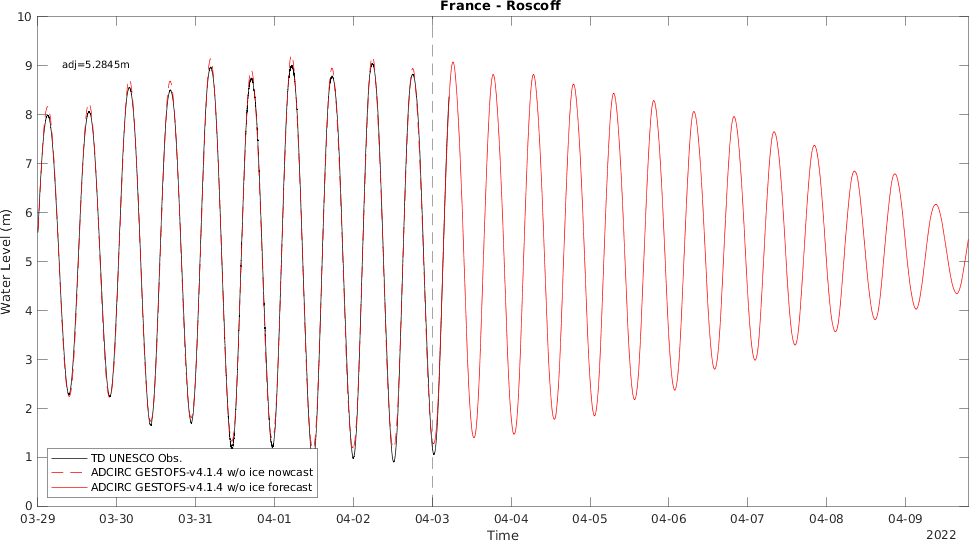 France - Roscoff
10
9
8
7
6
5
4
3
2
1
0
Water Level (m)
adj=5.2845m
TD UNESCO Obs.
ADCIRC GESTOFS-v4.1.4 w/o ice nowcast
ADCIRC GESTOFS-v4.1.4 w/o ice forecast
03-29 03-30 03-31 04-01 04-02 04-03 04-04 04-05 04-06 04-07 04-08 04-09
Time
2022